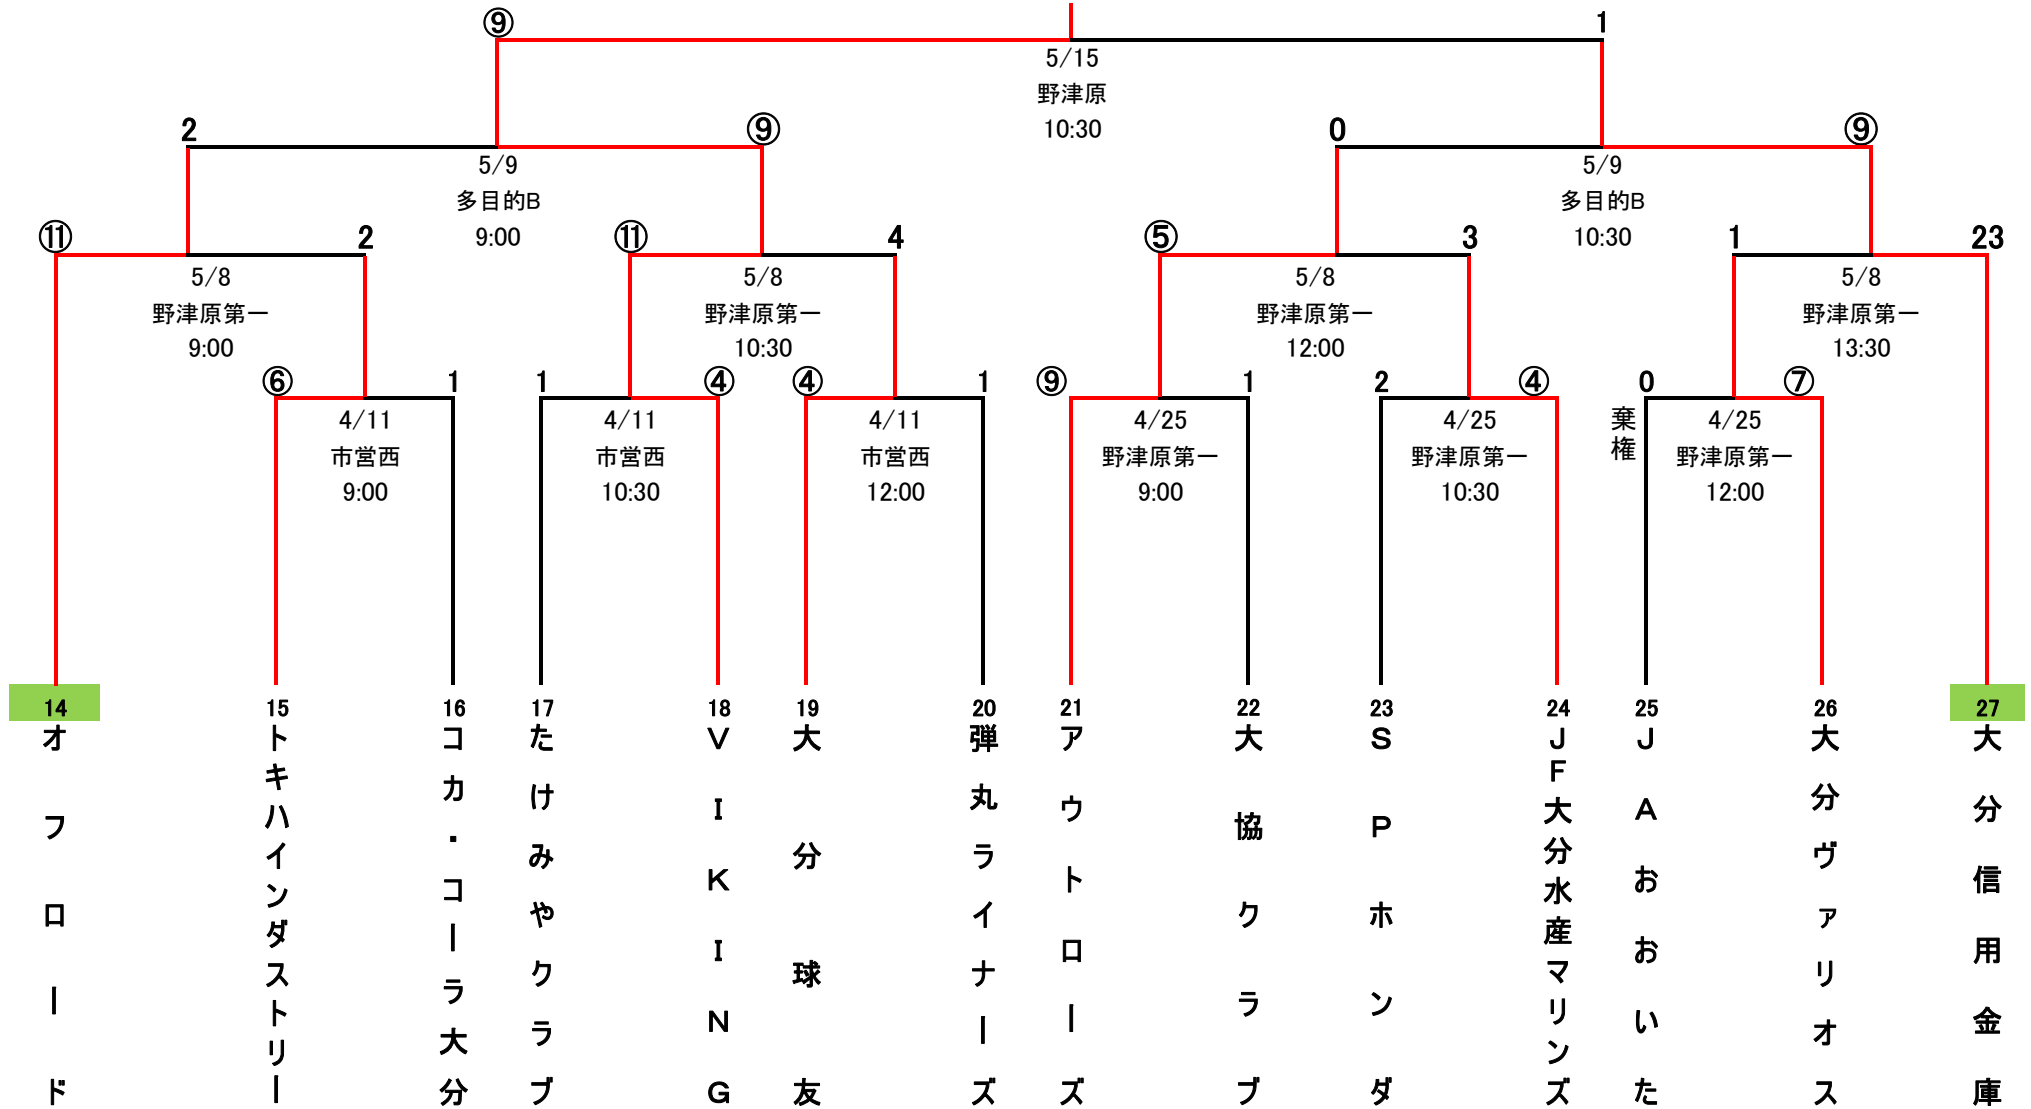 ⑨
1
5/15
野津原
10:30
2
⑨
0
⑨
5/9
多目的B
9:00
5/9
多目的B
10:30
⑪
2
⑪
4
⑤
3
1
23
5/8
野津原第一
9:00
5/8
野津原第一
10:30
5/8
野津原第一
12:00
5/8
野津原第一
13:30
⑥
1
1
④
④
1
⑨
1
2
④
0
⑦
4/11
市営西
9:00
4/11
市営西
10:30
4/11
市営西
12:00
4/25
野津原第一
9:00
4/25
野津原第一
10:30
棄権
4/25
野津原第一
12:00
14
オフロード
15
トキハインダストリー
16
コカ・コーラ大分
17
たけみやクラブ
18
ＶＩＫＩＮＧ
19
大分球友
20
弾丸ライナーズ
21
アウトローズ
22
大協クラブ
23
ＳＰホンダ
24
ＪＦ大分水産マリンズ
25
ＪＡおおいた
26
大分ヴァリオス
27
大分信用金庫